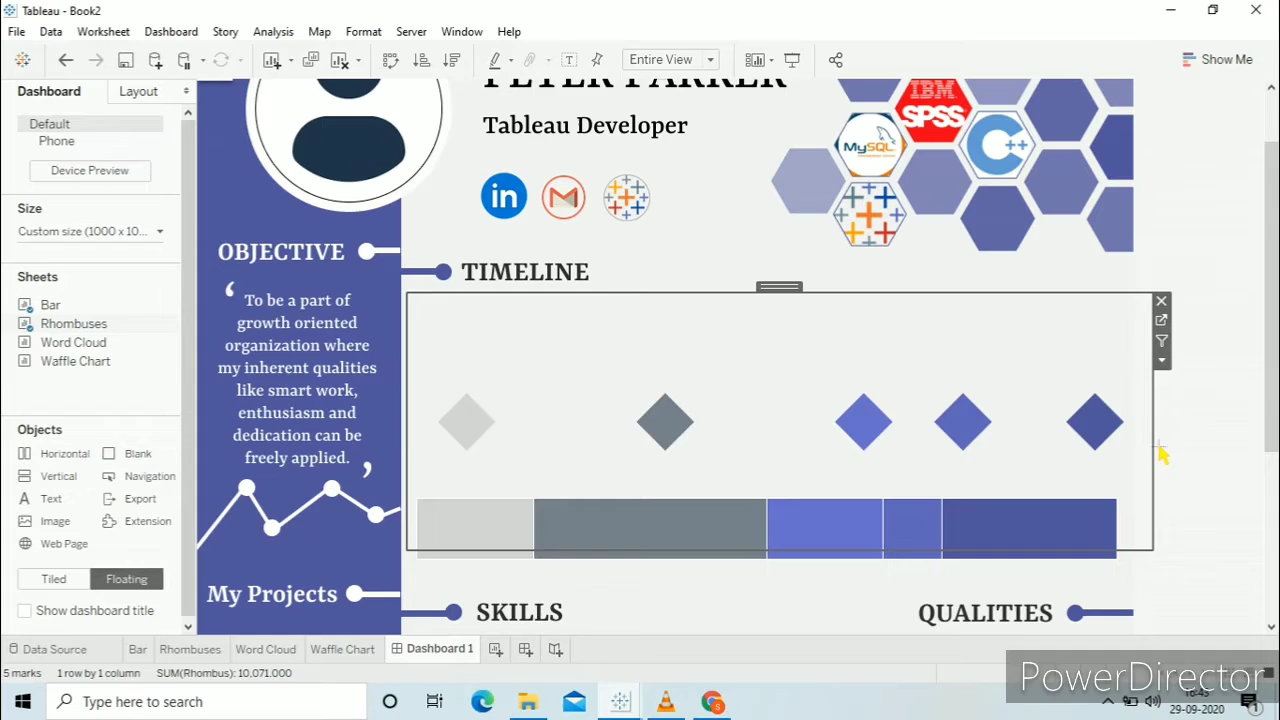 Tableau - Book2
File Data Worksheet Dashboard Story Analysis Map Format Server Window Help
Entire View
Show Me
Dashboard Layout
Default
Phone
Device Preview
Size
Custom size (1000 x 10...
Sheets
Bar
Rhombuses
Word Cloud
Waffle Chart
Objects
Horizontal Blank
Vertical Navigation
A Text Export
Image Extension
Web Page
Tiled Floating
Show dashboard title
PETER PARKER
Tableau Developer
in
IBM
SPSS
MySQL
C++
OBJECTIVE
‘ To be a part of
growth oriented
organization where
my inherent qualities
like smart work,
enthusiasm and
dedication can be
freely applied. ’
My Projects
TIMELINE
SKILLS
QUALITIES
Data Source Bar Rhombuses Word Cloud Waffle Chart Dashboard 1
5 marks 1 row by 1 column SUM(Rhombus): 10,071.000
PowerDirector
Type here to search
16:45
29-09-2020